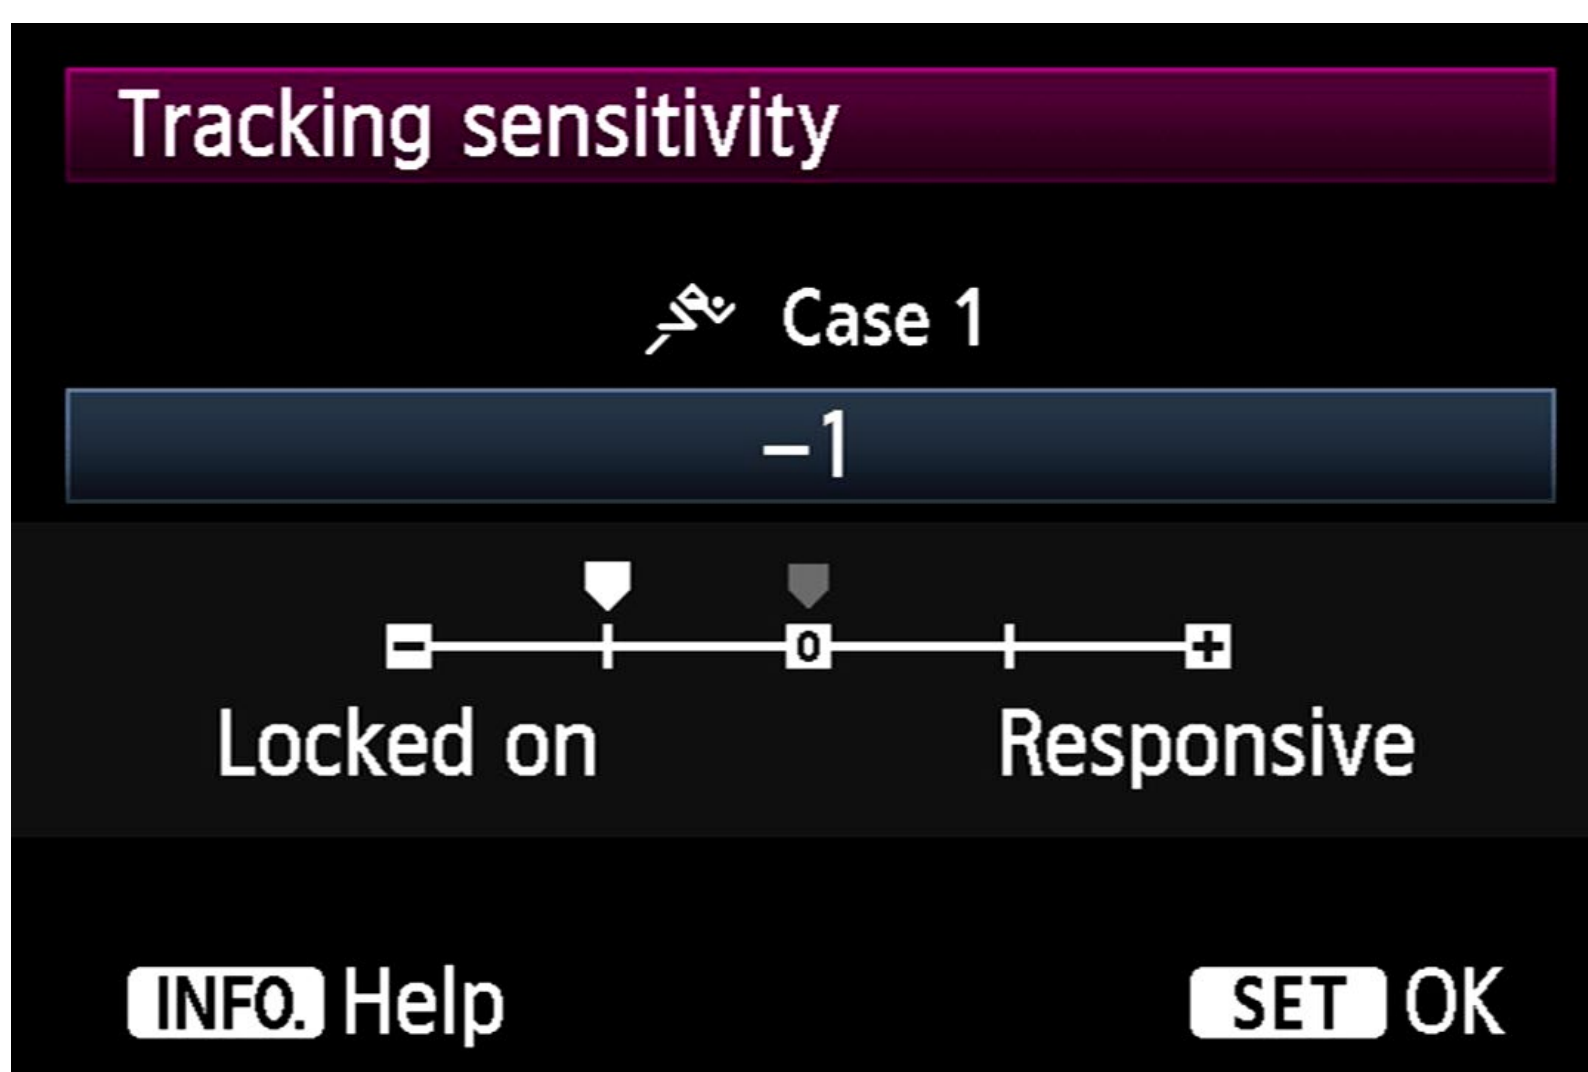 Tracking sensitivity
Case 1
−1
− 0 +
Locked on Responsive
INFO. Help SET OK